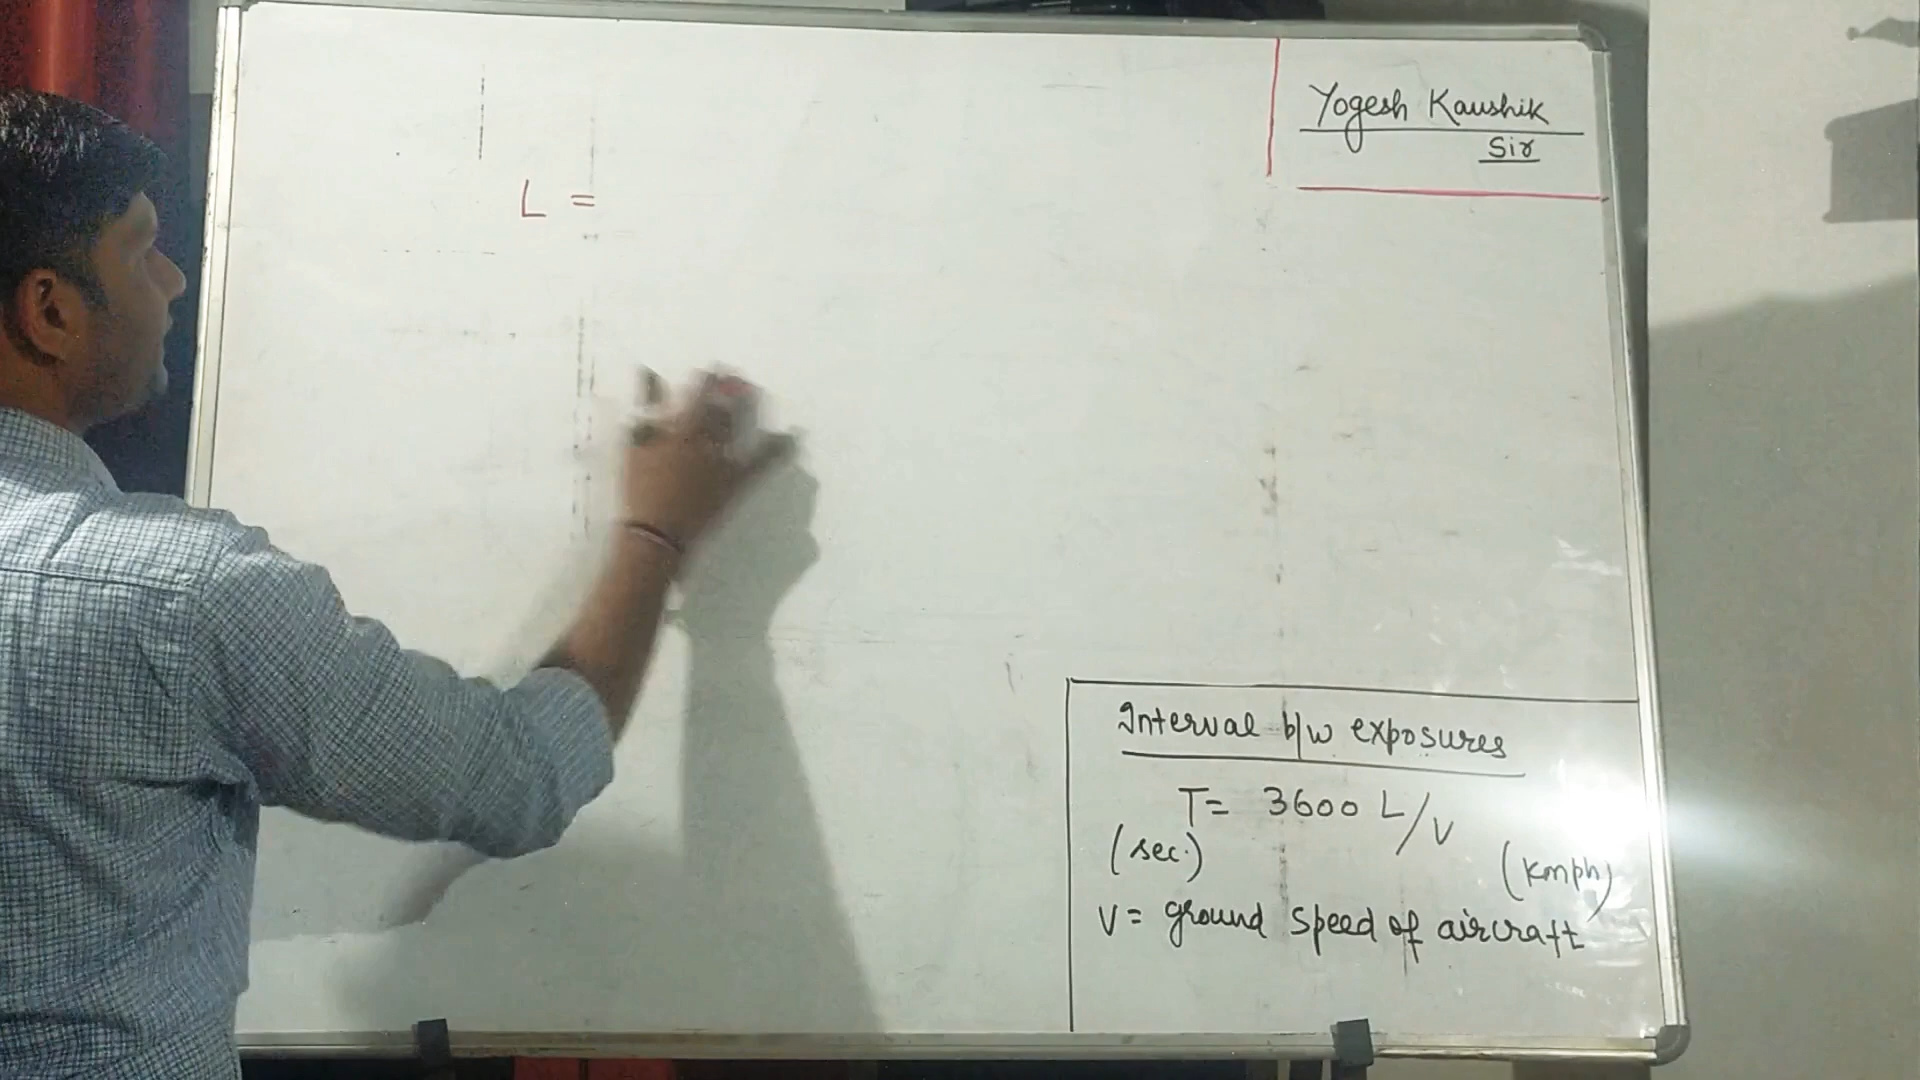 Yogesh Kaushik
Sir
L =
Interval b/w exposures
T= 3600 L/V
(sec.) (Kmph)
V= ground speed of aircraft